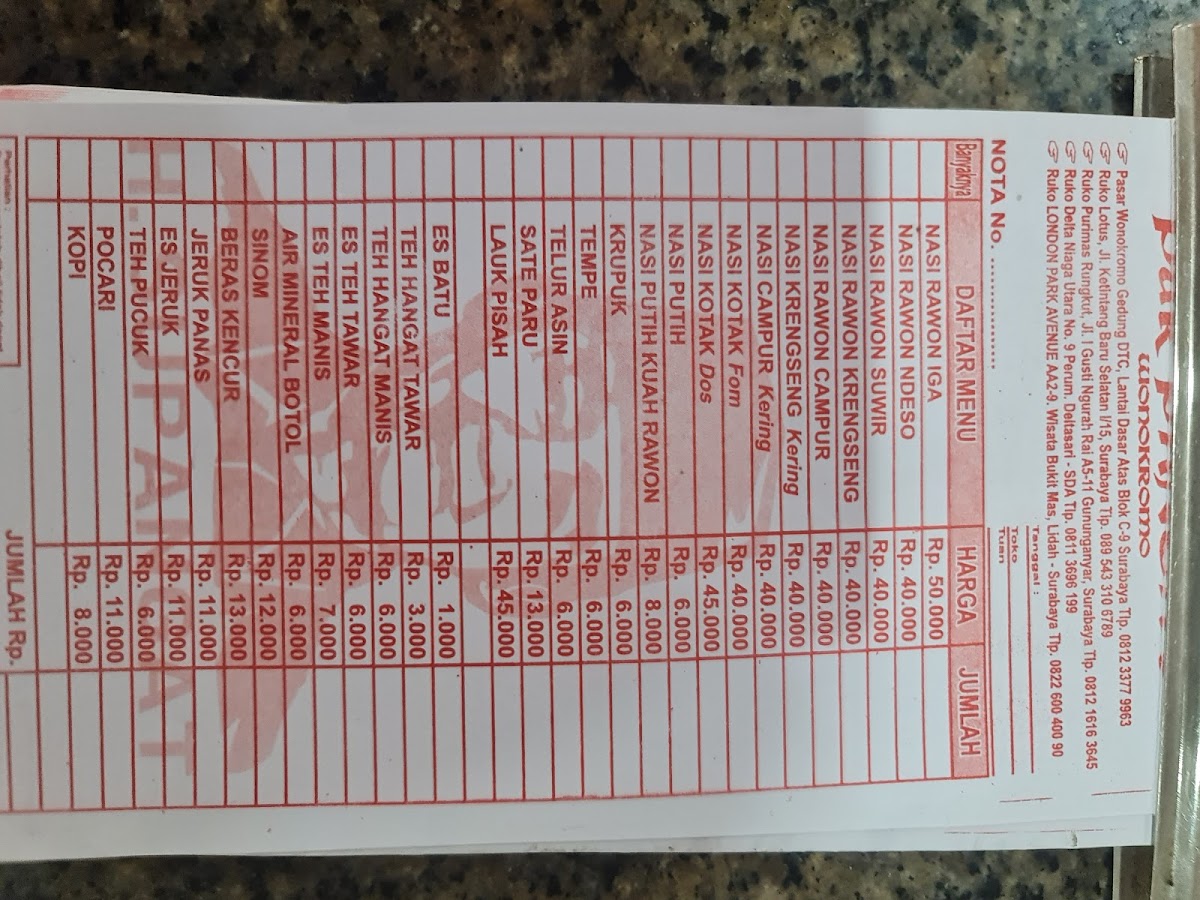 WONOKROMO
☞ Pasar Wonokromo Gedung DTC, Lantai Dasar Atas Blok C-9 Surabaya Tlp. 0812 3377 9963
☞ Ruko Lotus, Jl. Ketintang Baru Selatan I/15, Surabaya Tlp. 089 543 310 6789
☞ Ruko Purimas Rungkut, Jl. I Gusti Ngurah Rai A5-11 Gununganyar, Surabaya Tlp. 0812 1616 3645
☞ Ruko Delta Niaga Utara No. 9 Perum. Deltasari - SDA Tlp. 0811 3696 199
☞ Ruko LONDON PARK AVENUE AA2-9, Wisata Bukit Mas, Lidah - Surabaya Tlp. 0822 600 400 90
Tanggal :
Tuan
Toko
NOTA No. ....................
Banyaknya DAFTAR MENU HARGA JUMLAH
NASI RAWON IGA Rp. 50.000
NASI RAWON NDESO Rp. 40.000
NASI RAWON SUWIR Rp. 40.000
NASI RAWON KRENGSENG Rp. 40.000
NASI RAWON CAMPUR Rp. 40.000
NASI KRENGSENG Kering Rp. 40.000
NASI CAMPUR Kering Rp. 40.000
NASI KOTAK Fom Rp. 40.000
NASI KOTAK Dos Rp. 45.000
NASI PUTIH Rp. 6.000
NASI PUTIH KUAH RAWON Rp. 8.000
KRUPUK Rp. 6.000
TEMPE Rp. 6.000
TELUR ASIN Rp. 6.000
SATE PARU Rp. 13.000
LAUK PISAH Rp. 45.000
ES BATU Rp. 1.000
TEH HANGAT TAWAR Rp. 3.000
TEH HANGAT MANIS Rp. 6.000
ES TEH TAWAR Rp. 6.000
ES TEH MANIS Rp. 7.000
AIR MINERAL BOTOL Rp. 6.000
SINOM Rp. 12.000
BERAS KENCUR Rp. 13.000
JERUK PANAS Rp. 11.000
ES JERUK Rp. 11.000
TEH PUCUK Rp. 6.000
POCARI Rp. 11.000
KOPI Rp. 8.000
H. SUPANGAT
JUMLAH Rp.
Perhatian :